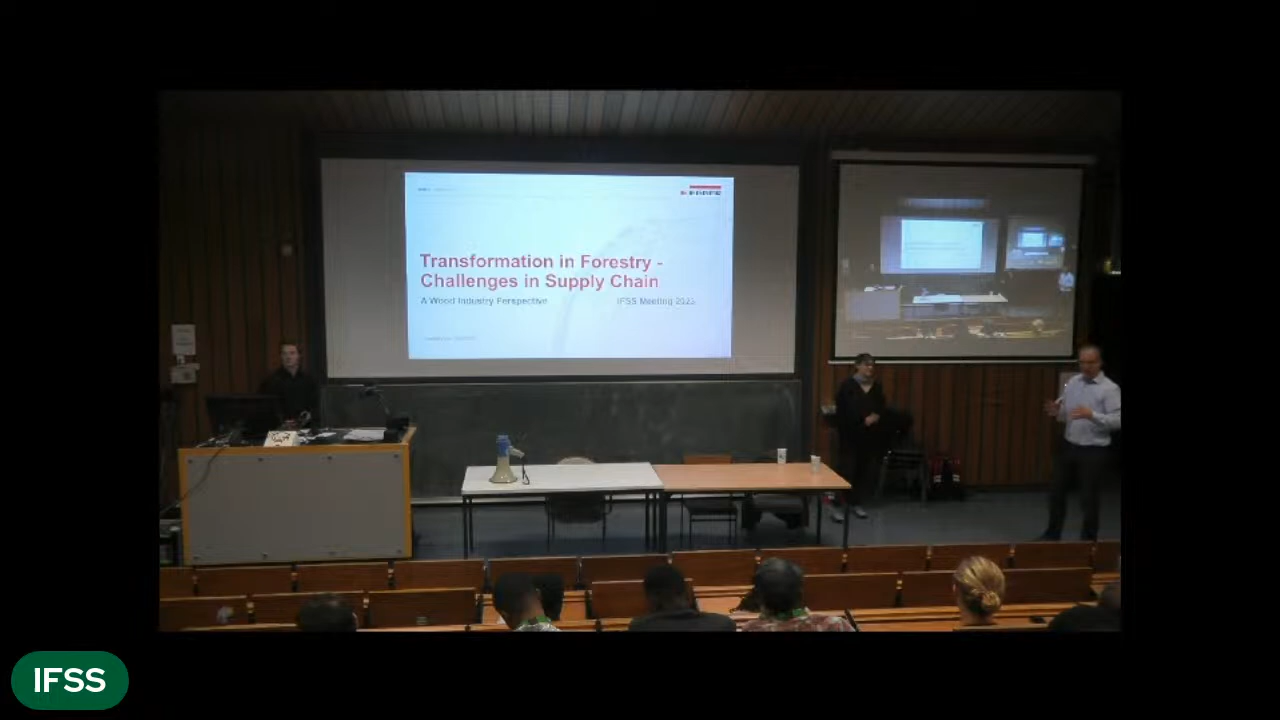 Transformation in Forestry -
Challenges in Supply Chain
A Wood Industry Perspective IFSS Meeting 2023
IFSS